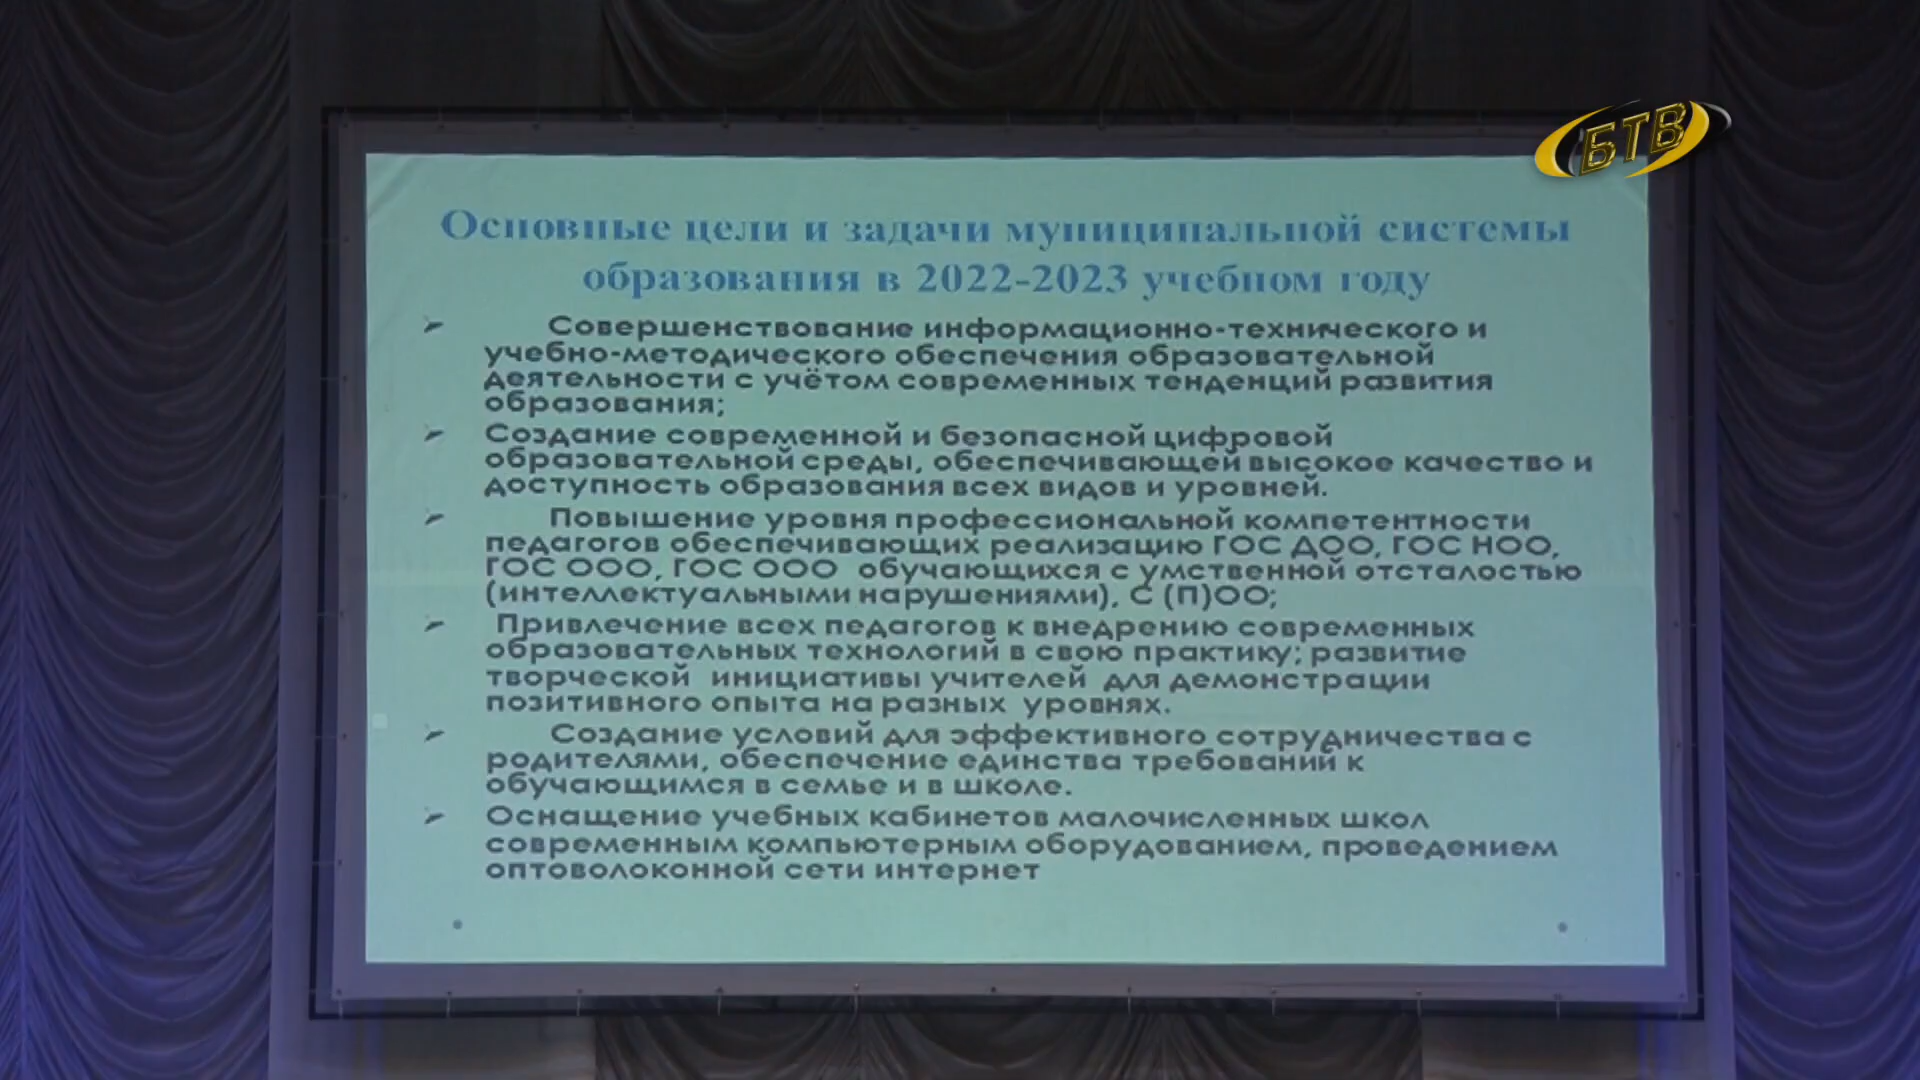 БТВ
Основные цели и задачи муниципальной системы
образования в 2022-2023 учебном году
➢ Совершенствование информационно-технического и
учебно-методического обеспечения образовательной
деятельности с учётом современных тенденций развития
образования;
➢ Создание современной и безопасной цифровой
образовательной среды, обеспечивающей высокое качество и
доступность образования всех видов и уровней.
➢ Повышение уровня профессиональной компетентности
педагогов обеспечивающих реализацию ГОС ДОО, ГОС НОО,
ГОС ООО, ГОС ООО обучающихся с умственной отсталостью
(интеллектуальными нарушениями), С (П)ОО;
➢ Привлечение всех педагогов к внедрению современных
образовательных технологий в свою практику; развитие
творческой инициативы учителей для демонстрации
позитивного опыта на разных уровнях.
➢ Создание условий для эффективного сотрудничества с
родителями, обеспечение единства требований к
обучающимся в семье и в школе.
➢ Оснащение учебных кабинетов малочисленных школ
современным компьютерным оборудованием, проведением
оптоволоконной сети интернет